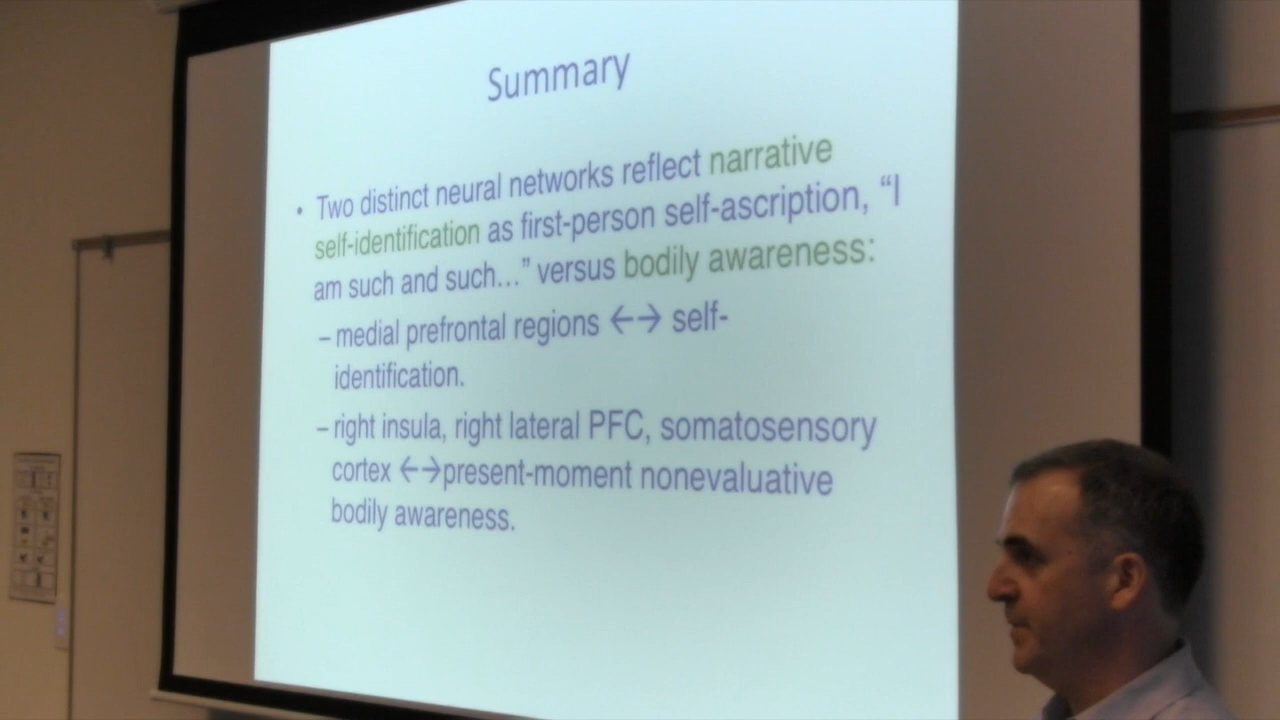 Summary
• Two distinct neural networks reflect narrative
self-identification as first-person self-ascription, “I
am such and such...” versus bodily awareness:
– medial prefrontal regions ←→ self-
identification.
– right insula, right lateral PFC, somatosensory
cortex ←→present-moment nonevaluative
bodily awareness.